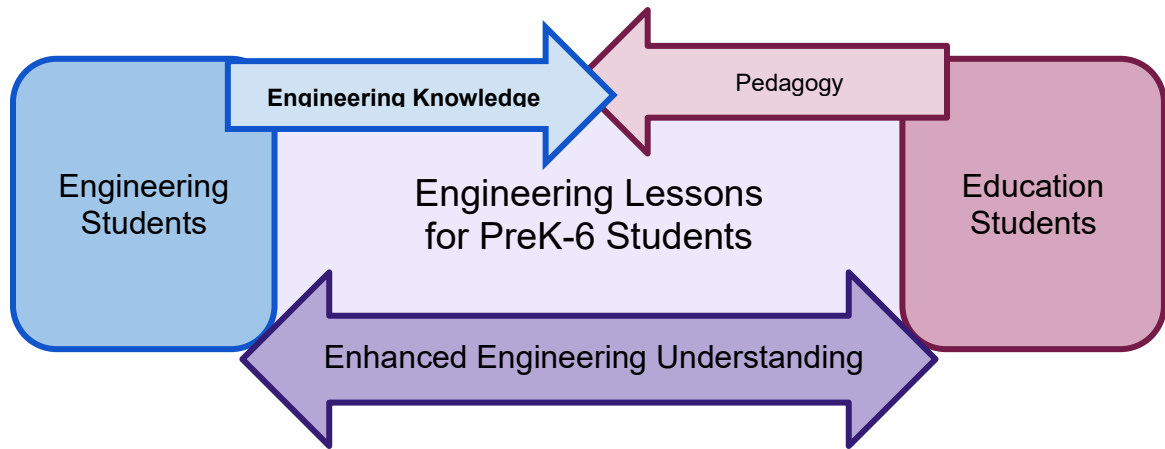 Engineering Knowledge
Pedagogy
Engineering
Students
Engineering Lessons
for PreK-6 Students
Education
Students
Enhanced Engineering Understanding